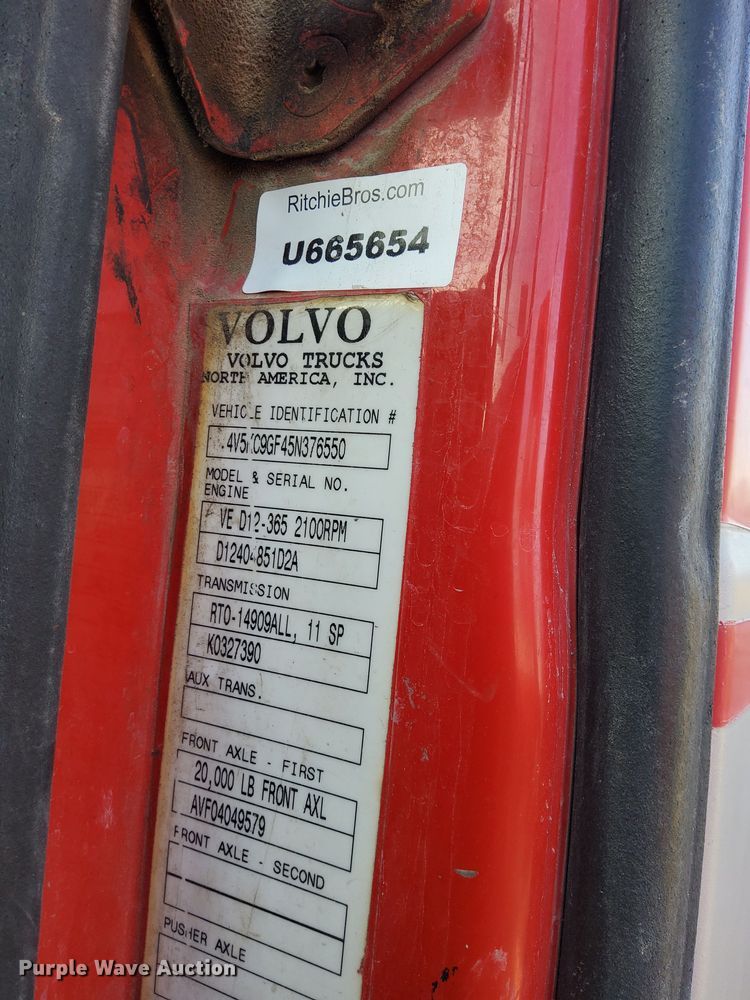 RitchieBros.com
U665654
VOLVO
VOLVO TRUCKS
NORTH AMERICA, INC.
VEHICLE IDENTIFICATION #
MODEL & SERIAL NO.
ENGINE
VE D12-365 2100RPM
D12404851D2A
TRANSMISSION
RTO-14909ALL, 11 SP
K0327390
AUX TRANS.
FRONT AXLE - FIRST
20,000 LB FRONT AXL
AVF04049579
FRONT AXLE - SECOND
PUSHER AXLE
Purple Wave Auction